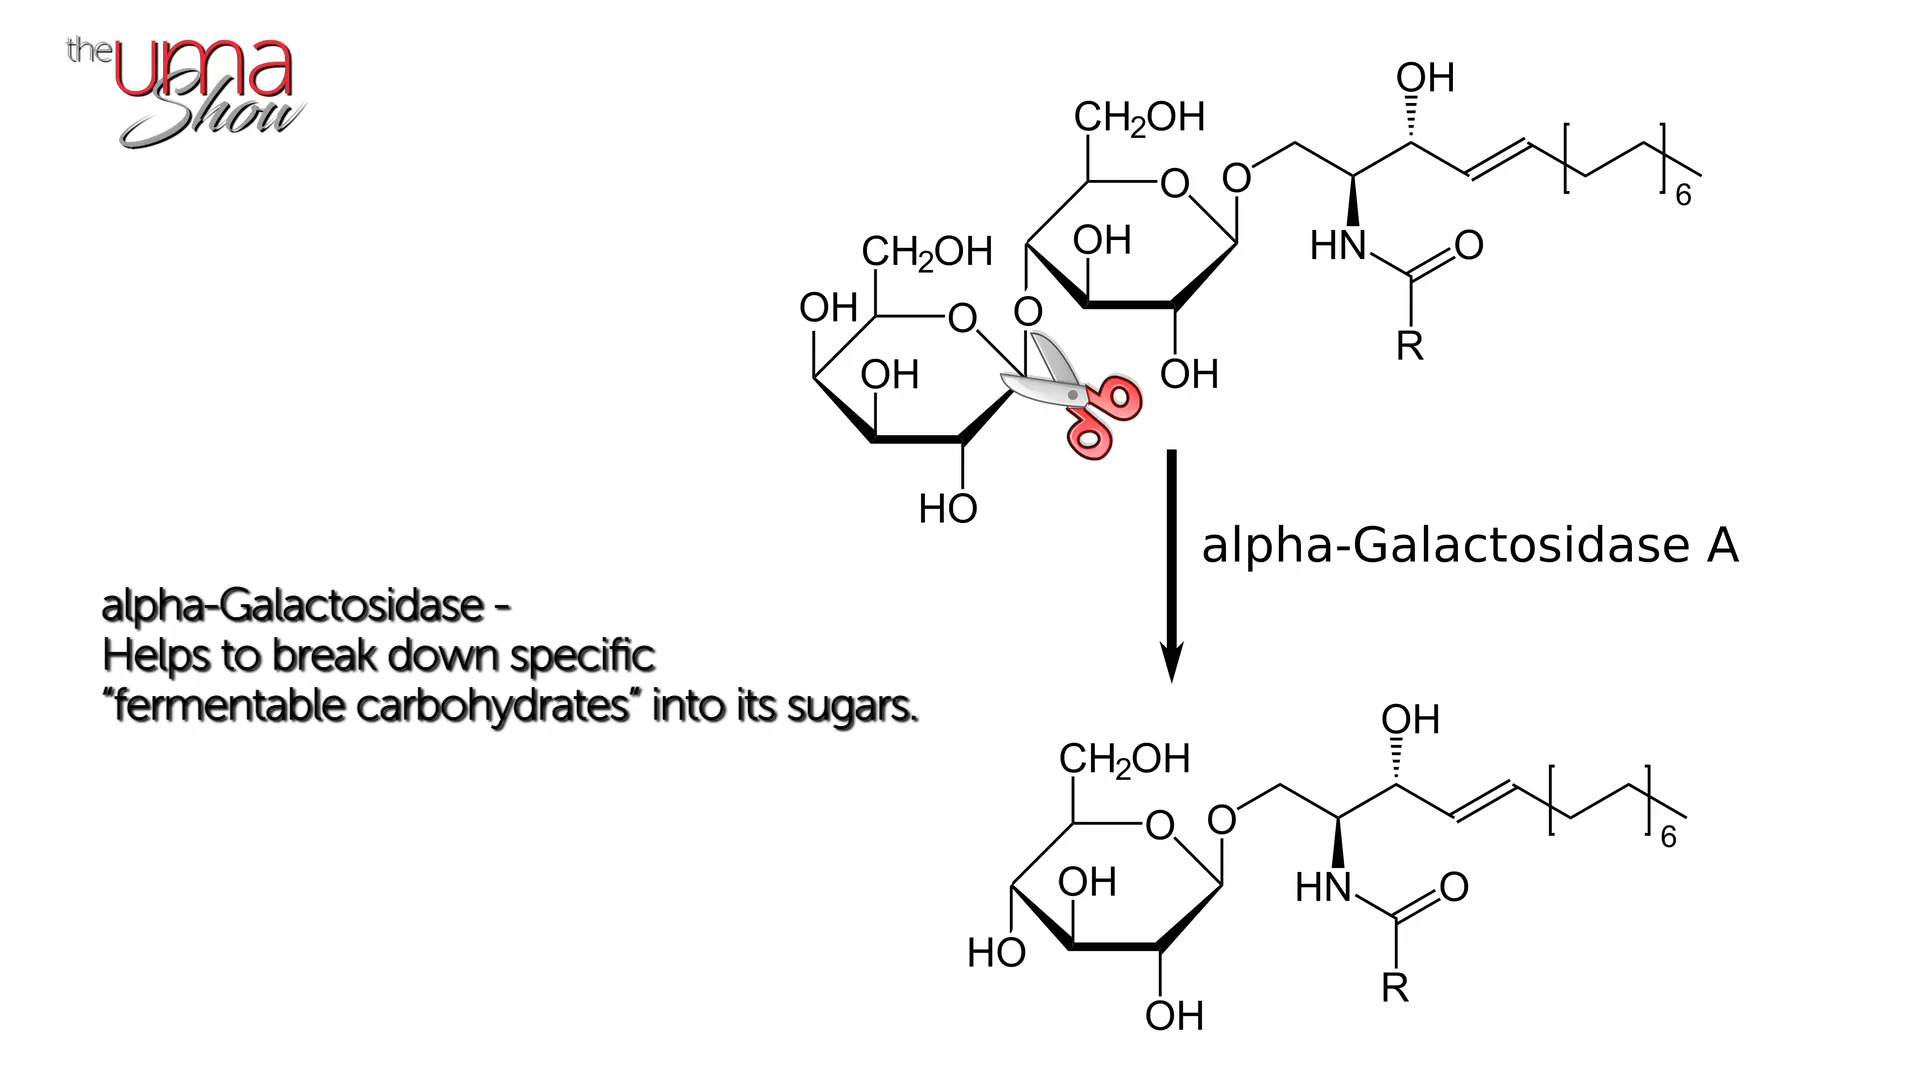 the uma
Show
OH
CH₂OH
O
O
6
OH
HN
O
CH₂OH
OH
O
O
R
OH
OH
HO
alpha-Galactosidase A
alpha-Galactosidase -
Helps to break down specific
“fermentable carbohydrates” into its sugars.
OH
CH₂OH
O
O
6
OH
HN
O
HO
R
OH